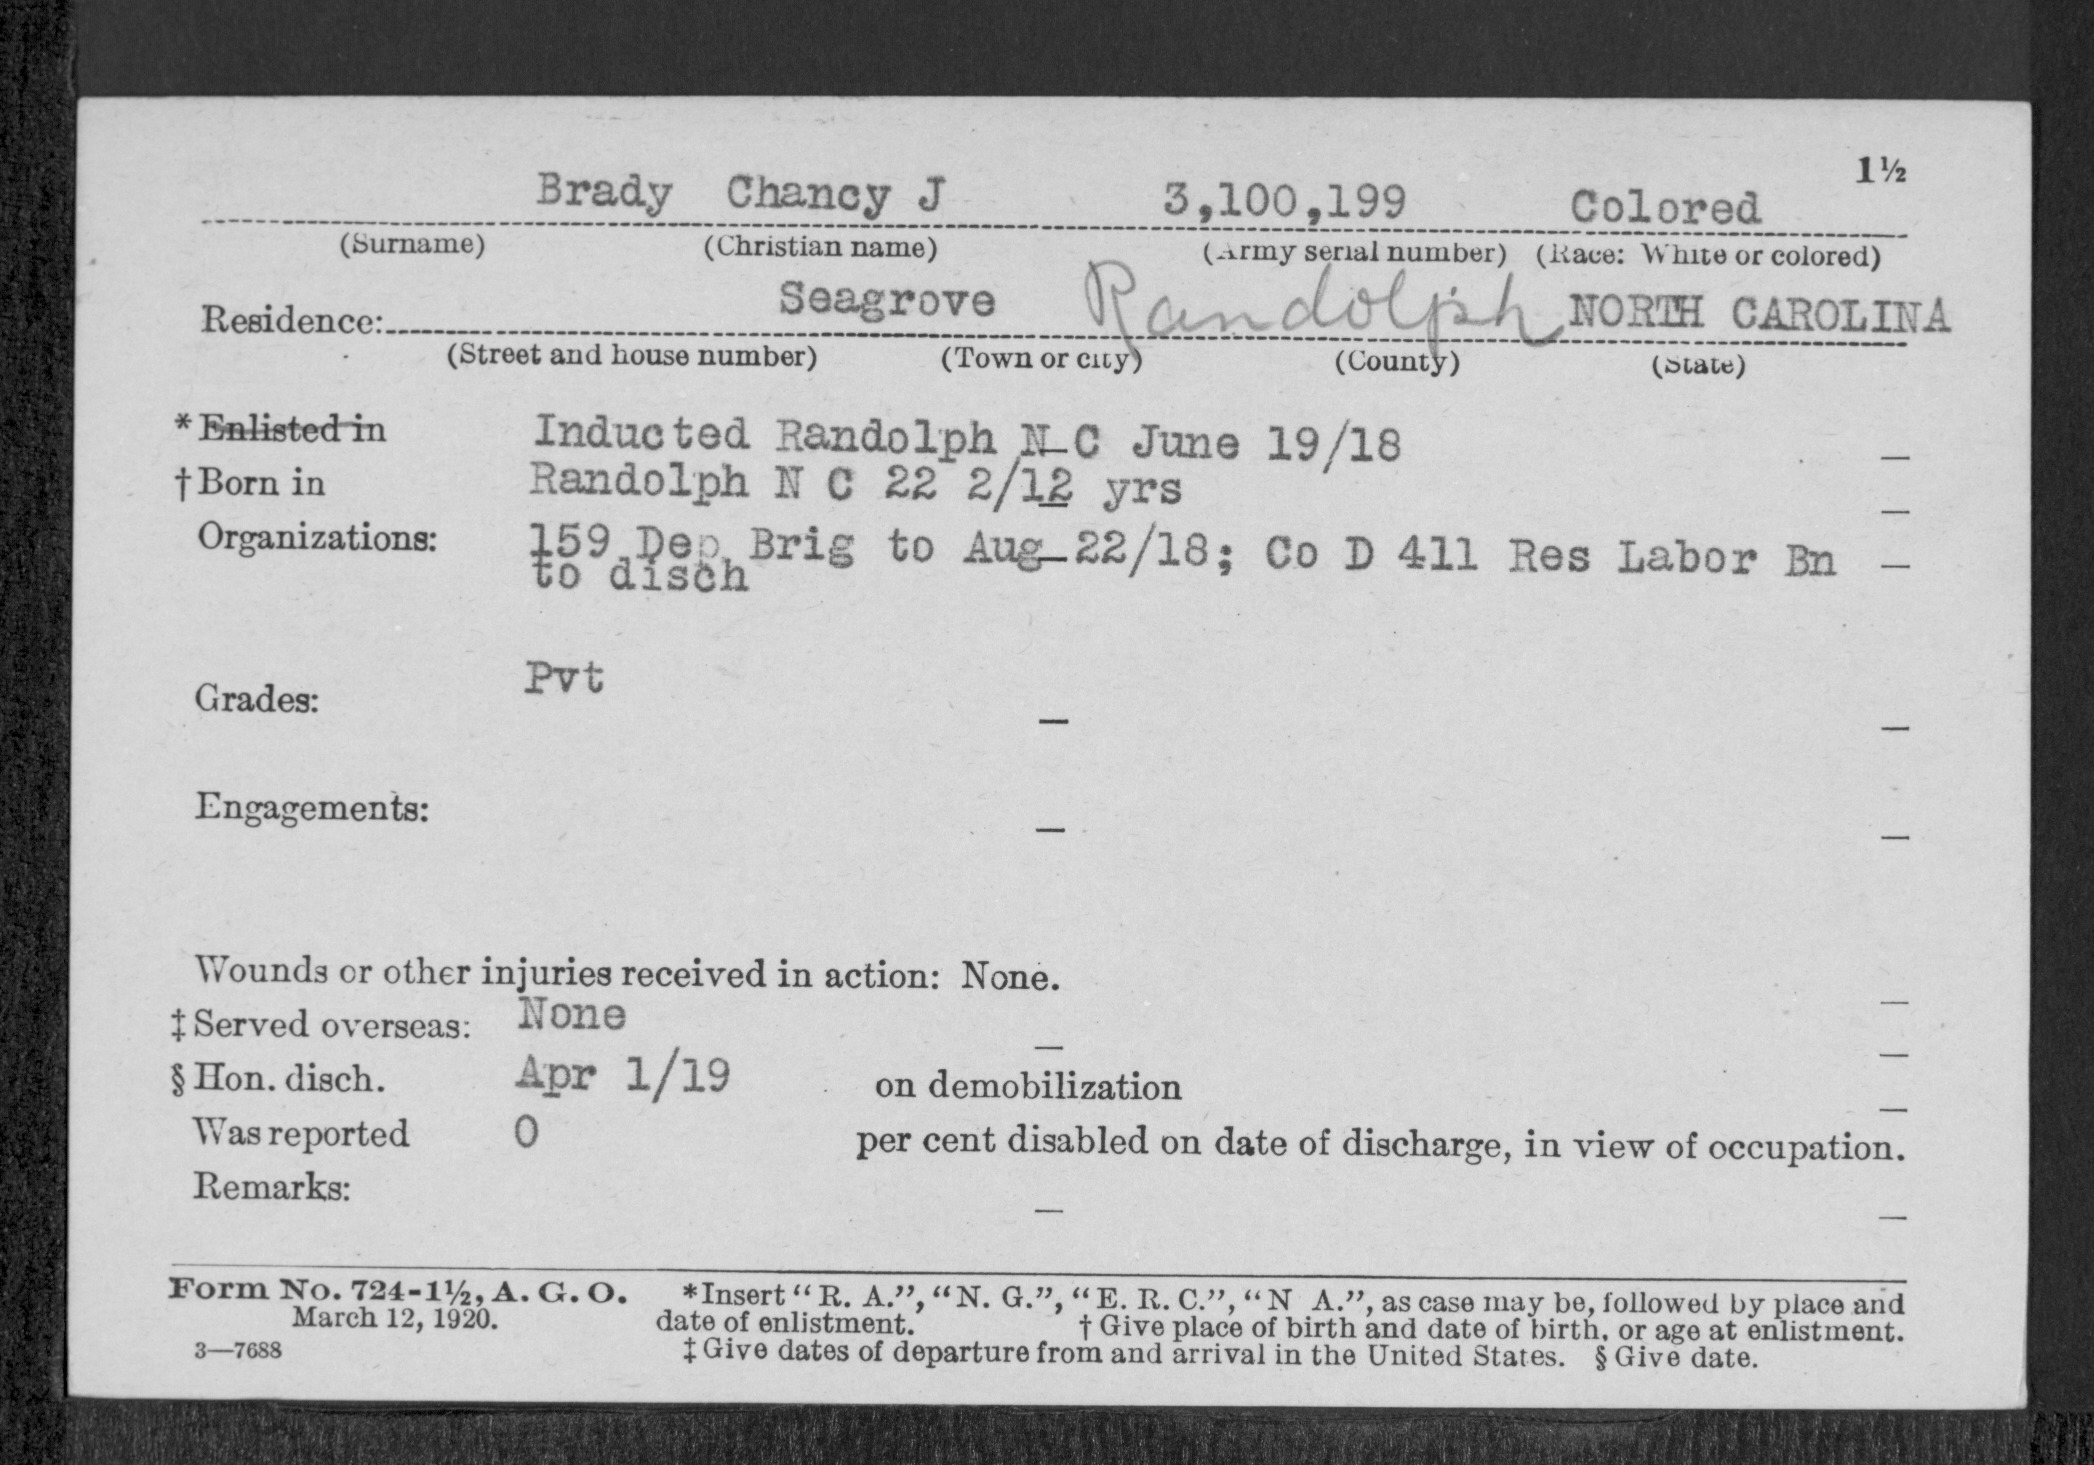 1½
Brady Chancy J 3,100,199 Colored
(Surname) (Christian name) (Army serial number) (Race: White or colored)
Residence: Seagrove Randolph NORTH CAROLINA
(Street and house number) (Town or city) (County) (State)
* Enlisted in Inducted Randolph N C June 19/18
† Born in Randolph N C 22 2/12 yrs
Organizations: 159 Dep Brig to Aug 22/18; Co D 411 Res Labor Bn
to disch
Grades: Pvt
Engagements:
Wounds or other injuries received in action: None.
‡ Served overseas: None
§ Hon. disch. Apr 1/19 on demobilization
Was reported 0 per cent disabled on date of discharge, in view of occupation.
Remarks:
Form No. 724-1½, A. G. O. *Insert “R. A.”, “N. G.”, “E. R. C.”, “N A.”, as case may be, followed by place and
March 12, 1920. date of enlistment. † Give place of birth and date of birth, or age at enlistment.
3—7688 ‡ Give dates of departure from and arrival in the United States. § Give date.